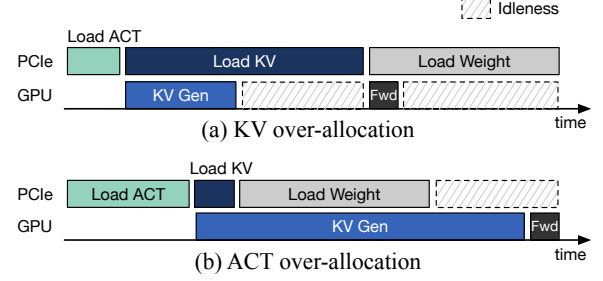 Idleness
Load ACT
PCIe Load KV Load Weight
GPU KV Gen Fwd
time
(a) KV over-allocation
Load KV
PCIe Load ACT Load Weight
GPU KV Gen Fwd
time
(b) ACT over-allocation